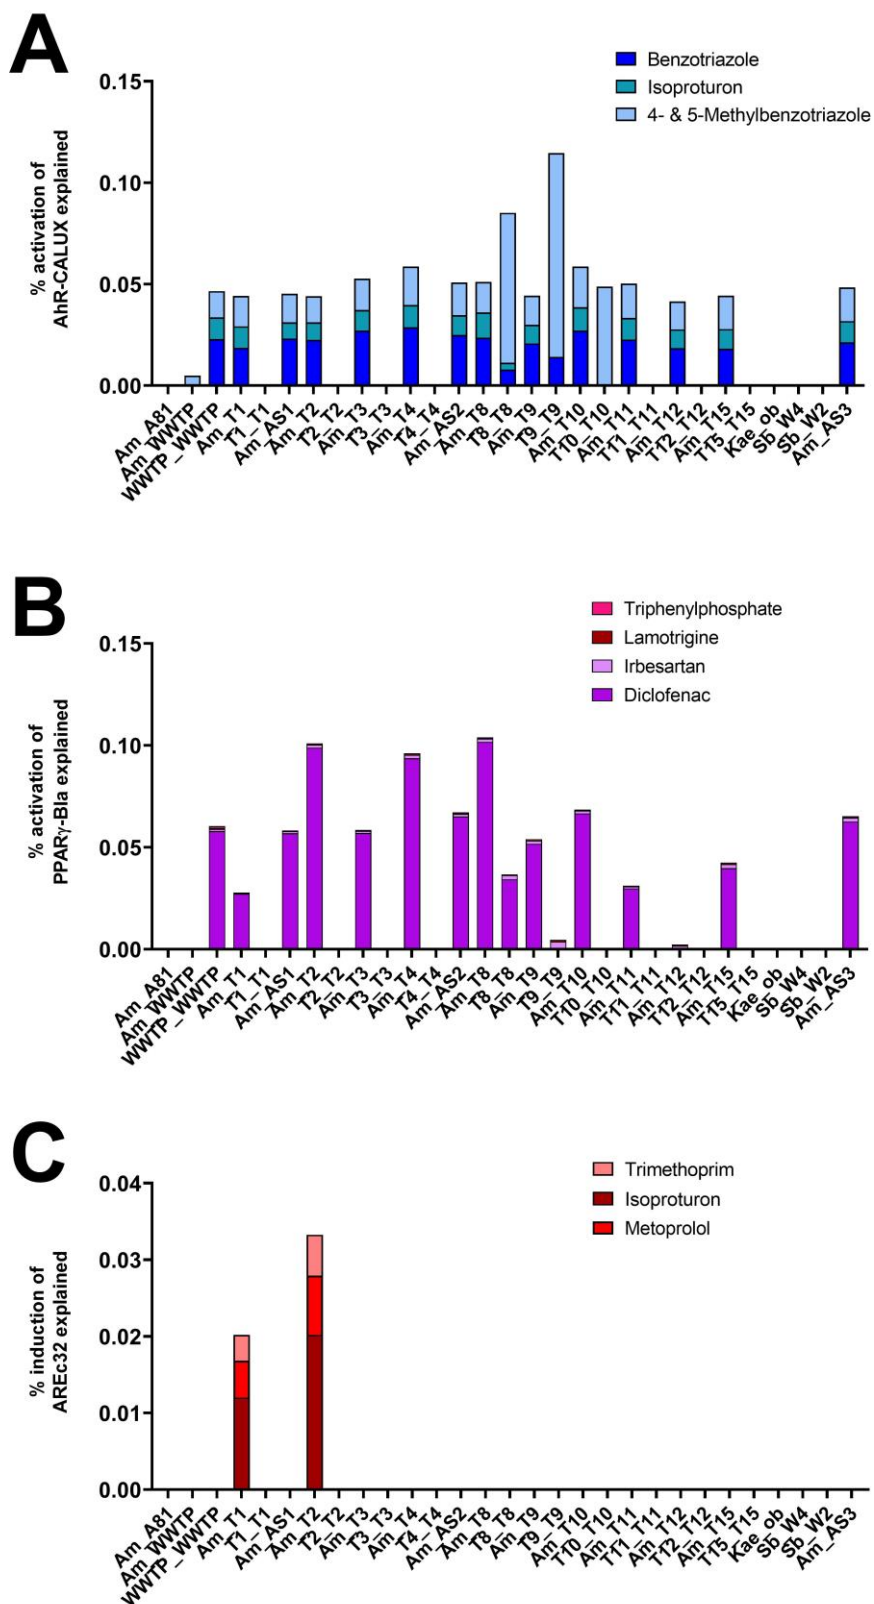 A
Benzotriazole
Isoproturon
4- & 5-Methylbenzotriazole
% activation of
AhR-CALUX explained
0.15
0.10
0.05
0.00
Am_A81
Am_WWTP
WWTP_WWTP
Am_T1
T1_T1
Am_AS1
Am_T2
T2_T2
Am_T3
T3_T3
Am_T4
T4_T4
Am_AS2
Am_T8
T8_T8
Am_T9
T9_T9
Am_T10
T10_T10
Am_T11
T11_T11
Am_T12
T12_T12
Am_T15
T15_T15
Kae_ob
Sb_W4
Sb_W2
Am_AS3
B
Triphenylphosphate
Lamotrigine
Irbesartan
Diclofenac
% activation of
PPARγ-Bla explained
0.15
0.10
0.05
0.00
Am_A81
Am_WWTP
WWTP_WWTP
Am_T1
T1_T1
Am_AS1
Am_T2
T2_T2
Am_T3
T3_T3
Am_T4
T4_T4
Am_AS2
Am_T8
T8_T8
Am_T9
T9_T9
Am_T10
T10_T10
Am_T11
T11_T11
Am_T12
T12_T12
Am_T15
T15_T15
Kae_ob
Sb_W4
Sb_W2
Am_AS3
C
Trimethoprim
Isoproturon
Metoprolol
% induction of
AREc32 explained
0.04
0.03
0.02
0.01
0.00
Am_A81
Am_WWTP
WWTP_WWTP
Am_T1
T1_T1
Am_AS1
Am_T2
T2_T2
Am_T3
T3_T3
Am_T4
T4_T4
Am_AS2
Am_T8
T8_T8
Am_T9
T9_T9
Am_T10
T10_T10
Am_T11
T11_T11
Am_T12
T12_T12
Am_T15
T15_T15
Kae_ob
Sb_W4
Sb_W2
Am_AS3